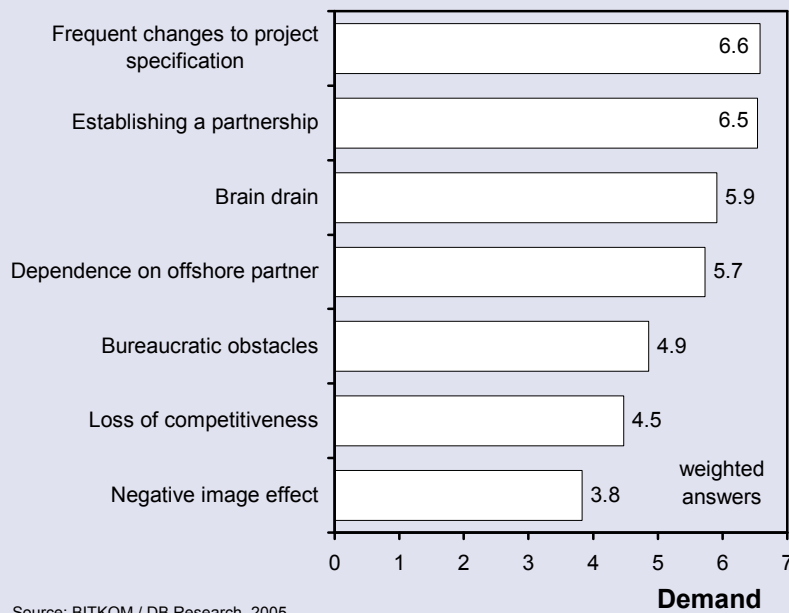 Frequent changes to project
specification
6.6
Establishing a partnership
6.5
Brain drain
5.9
Dependence on offshore partner
5.7
Bureaucratic obstacles
4.9
Loss of competitiveness
4.5
Negative image effect
3.8
weighted
answers
0 1 2 3 4 5 6 7
Demand
Source: BITKOM / DB Research, 2005